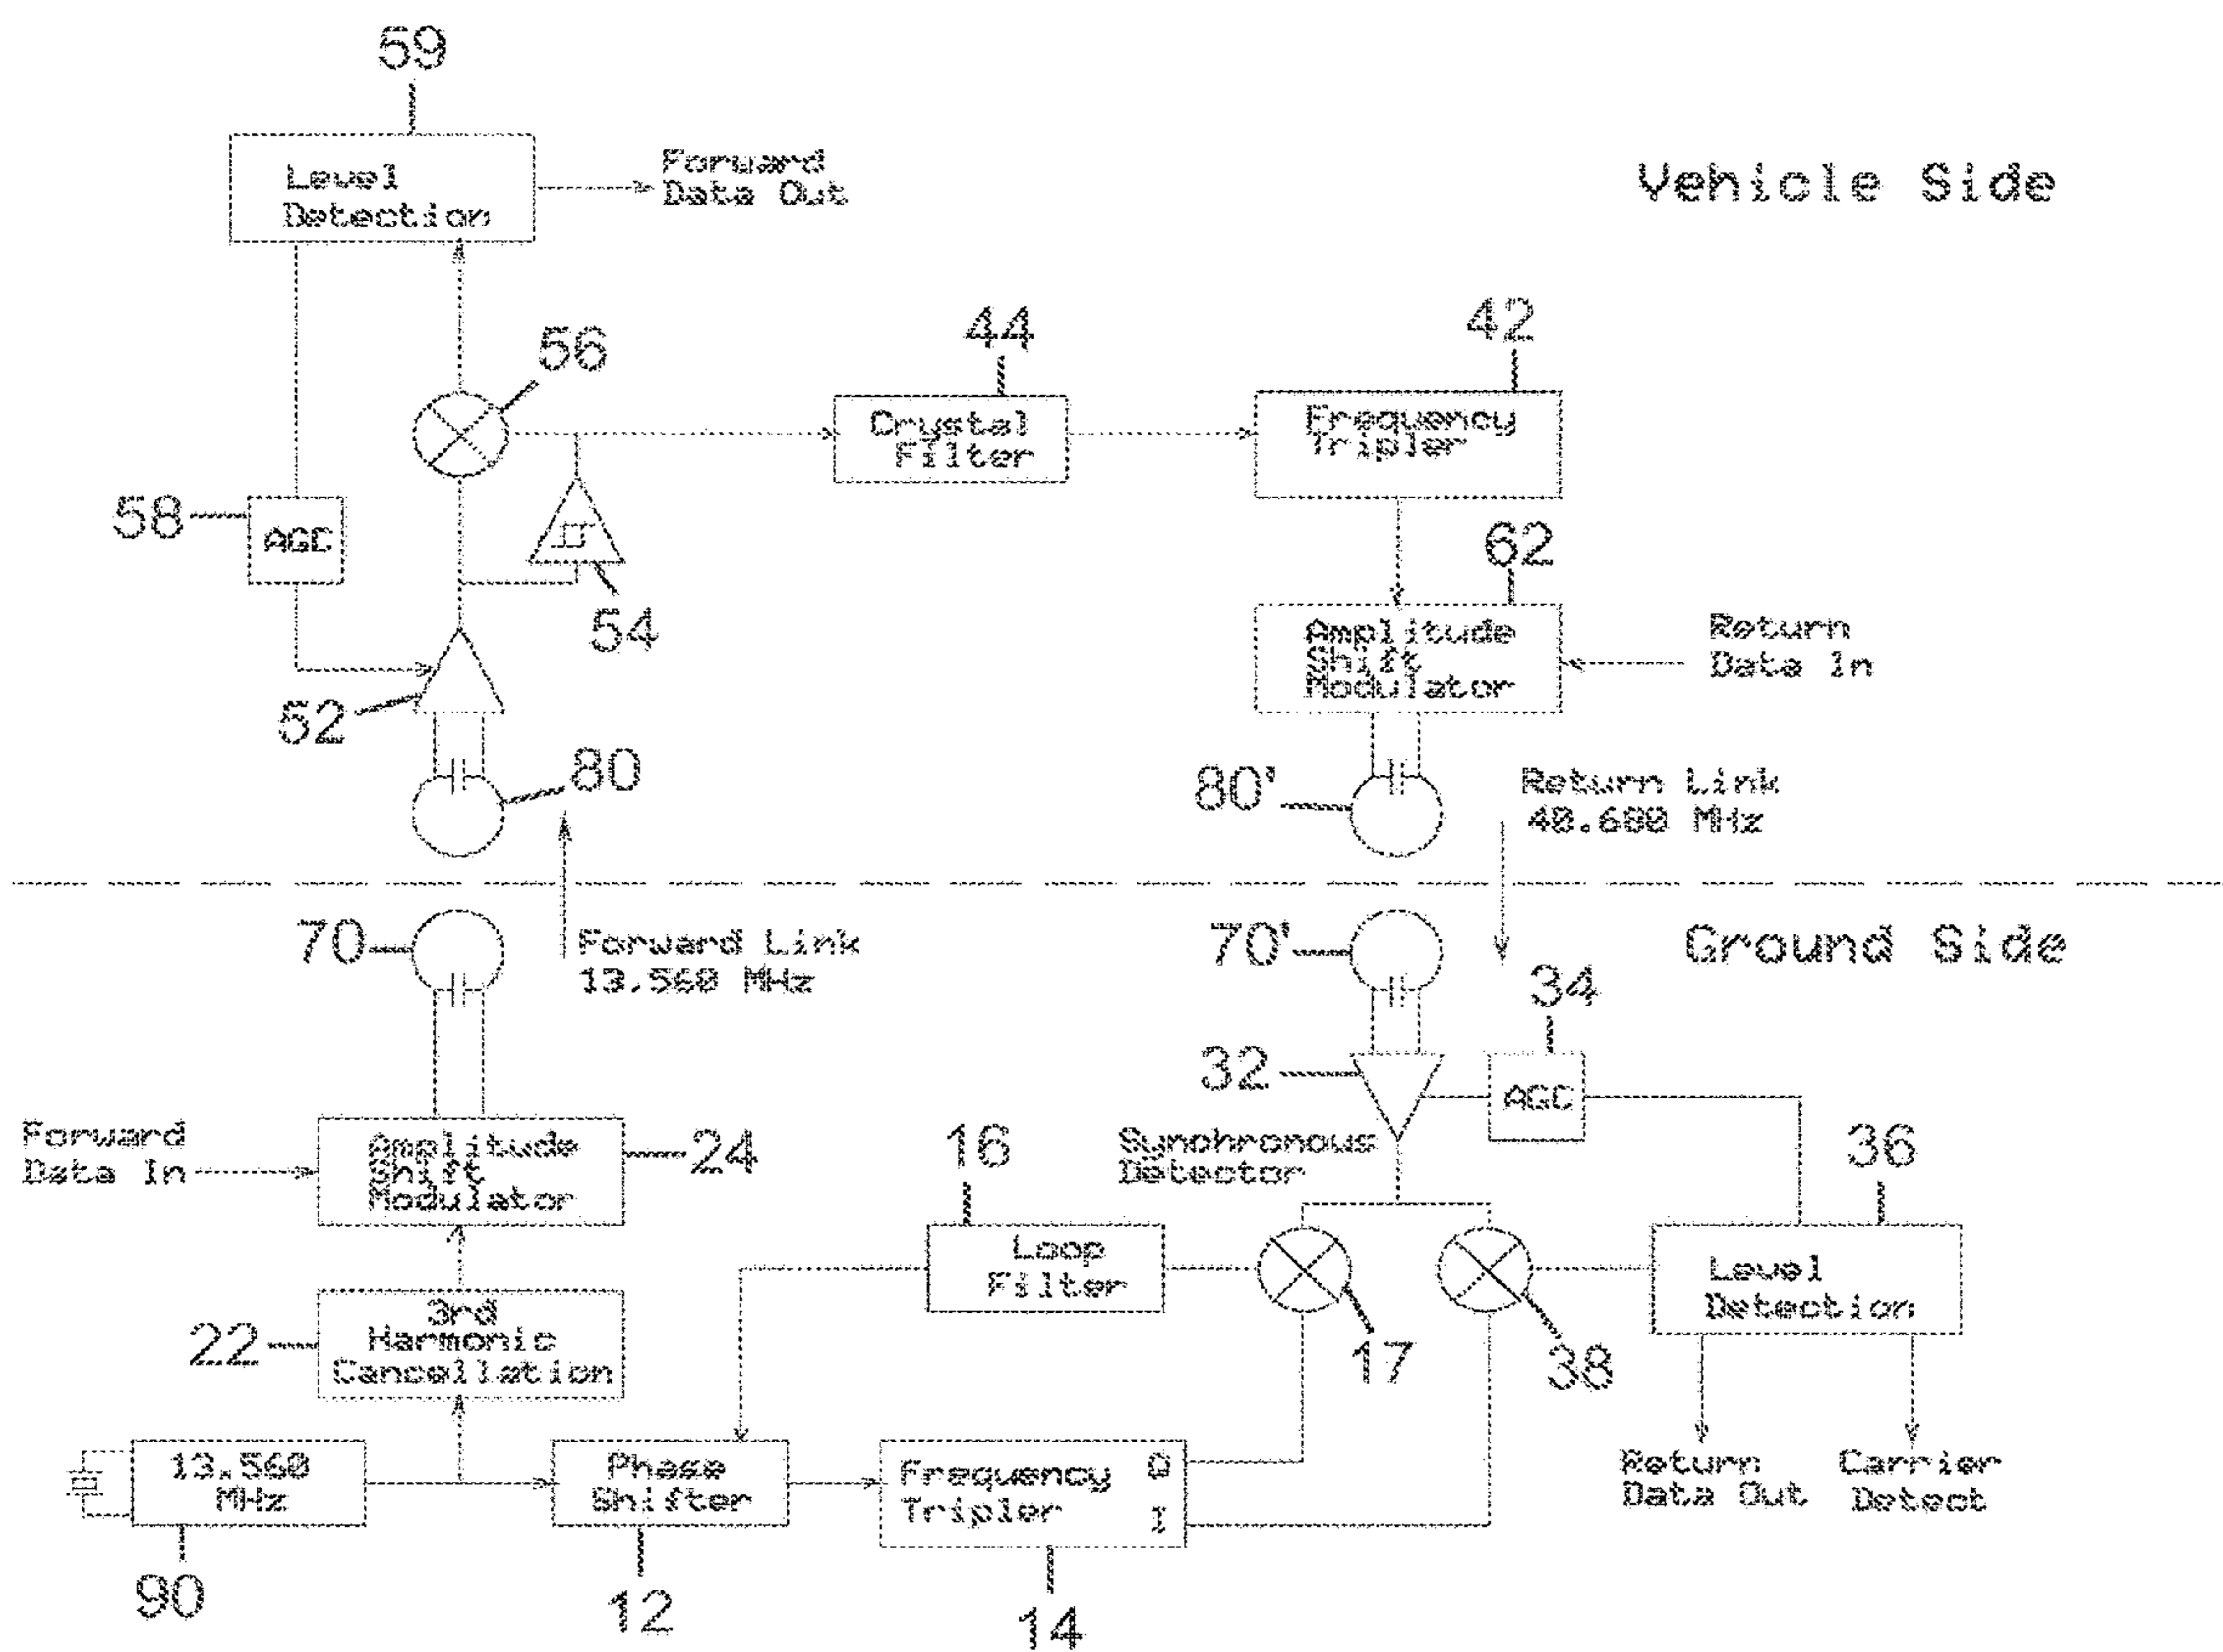 59
Level
Detection
Forward
Data Out
Vehicle Side
56
44
42
Crystal
Filter
Frequency
Tripler
58
AGC
54
62
Amplitude
Shift
Modulator
Return
Data In
52
80
80'
Return Link
40.680 MHz
70
Forward Link
13.560 MHz
70'
Ground Side
34
32
AGC
Forward
Data In
Amplitude
Shift
Modulator
24
16
Synchronous
Detector
36
Loop
Filter
Level
Detection
22
3rd
Harmonic
Cancellation
17
38
13.560
MHz
Phase
Shifter
Frequency
Tripler
Q
I
Return
Data Out
Carrier
Detect
90
12
14